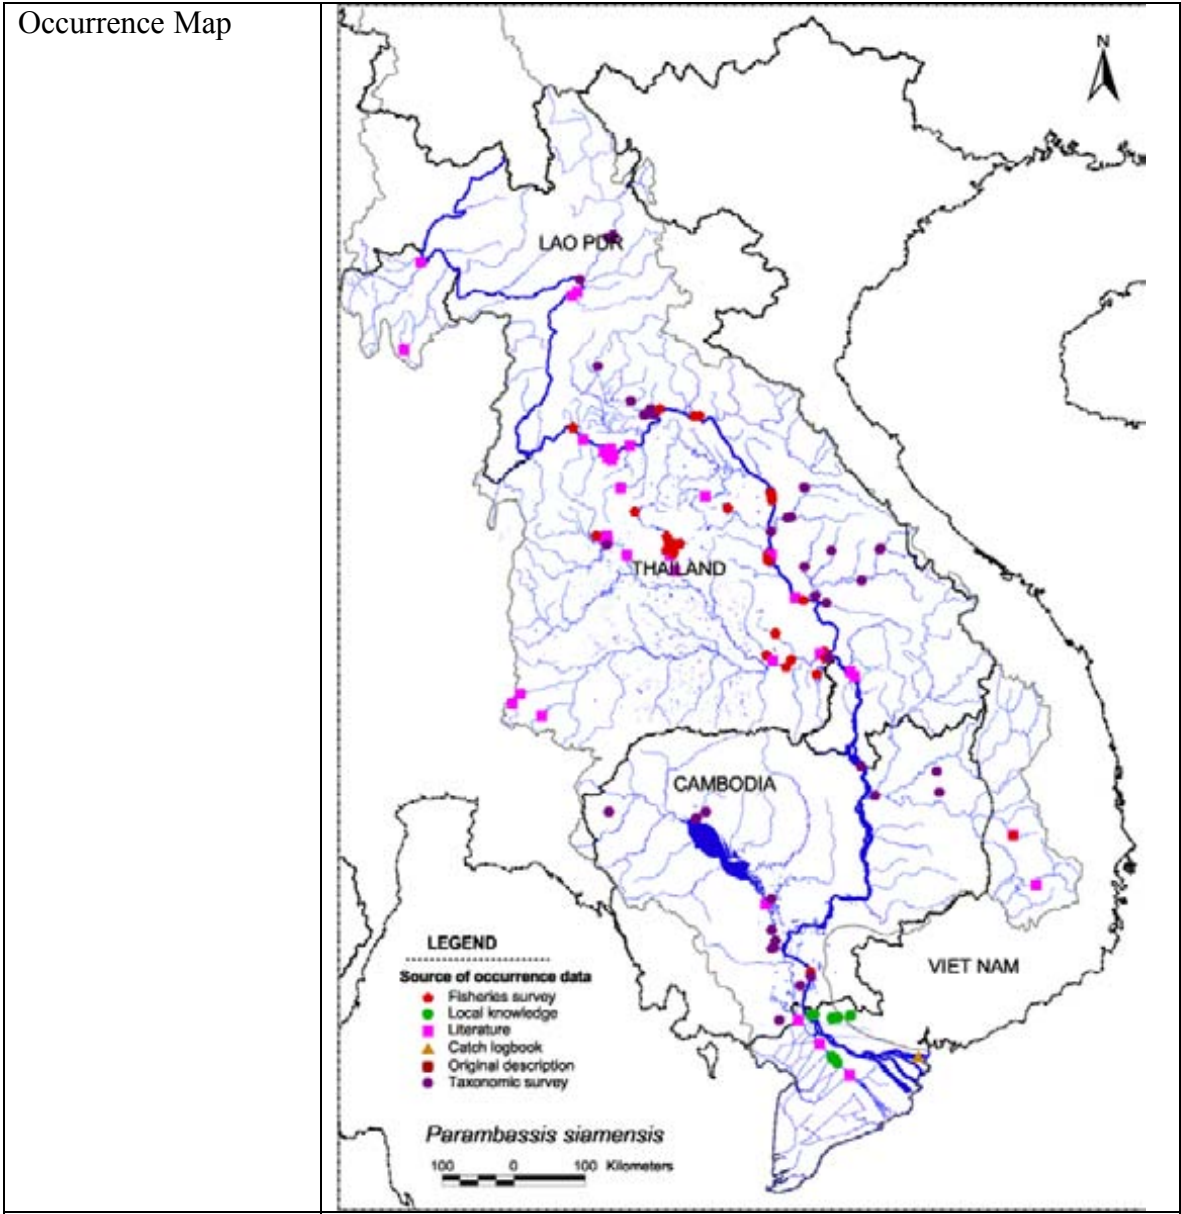 Occurrence Map
N
LAO PDR
THAILAND
CAMBODIA
VIET NAM
LEGEND
Source of occurrence data
Fisheries survey
Local knowledge
Literature
Catch logbook
Original description
Taxonomic survey
Parambassis siamensis
100 0 100 Kilometers